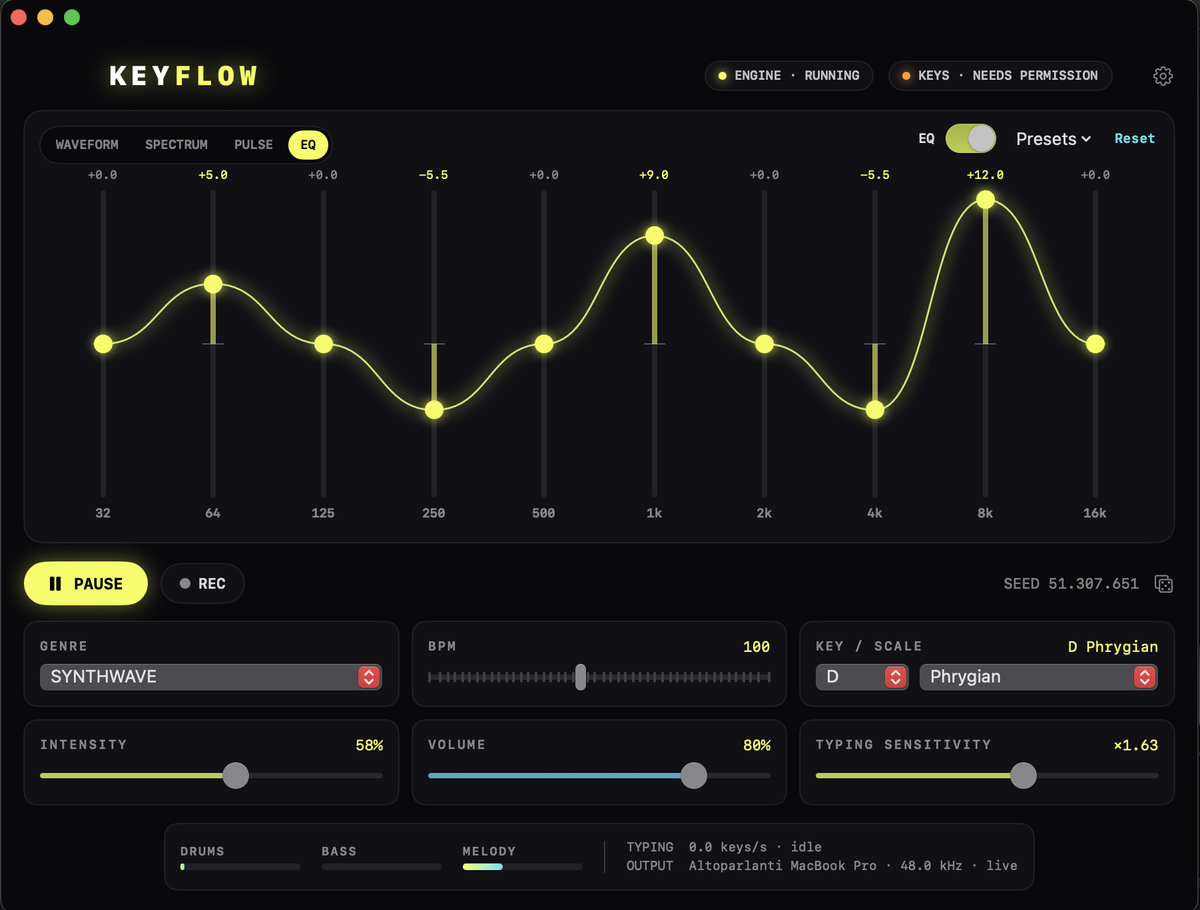 KEYFLOW
ENGINE · RUNNING
KEYS · NEEDS PERMISSION
WAVEFORM SPECTRUM PULSE EQ
EQ Presets Reset
+0.0 +5.0 +0.0 −5.5 +0.0 +9.0 +0.0 −5.5 +12.0 +0.0
32 64 125 250 500 1k 2k 4k 8k 16k
PAUSE REC
SEED 51.307.651
GENRE
SYNTHWAVE
BPM 100
KEY / SCALE D Phrygian
D Phrygian
INTENSITY 58%
VOLUME 80%
TYPING SENSITIVITY ×1.63
DRUMS BASS MELODY
TYPING 0.0 keys/s · idle
OUTPUT Altoparlanti MacBook Pro · 48.0 kHz · live